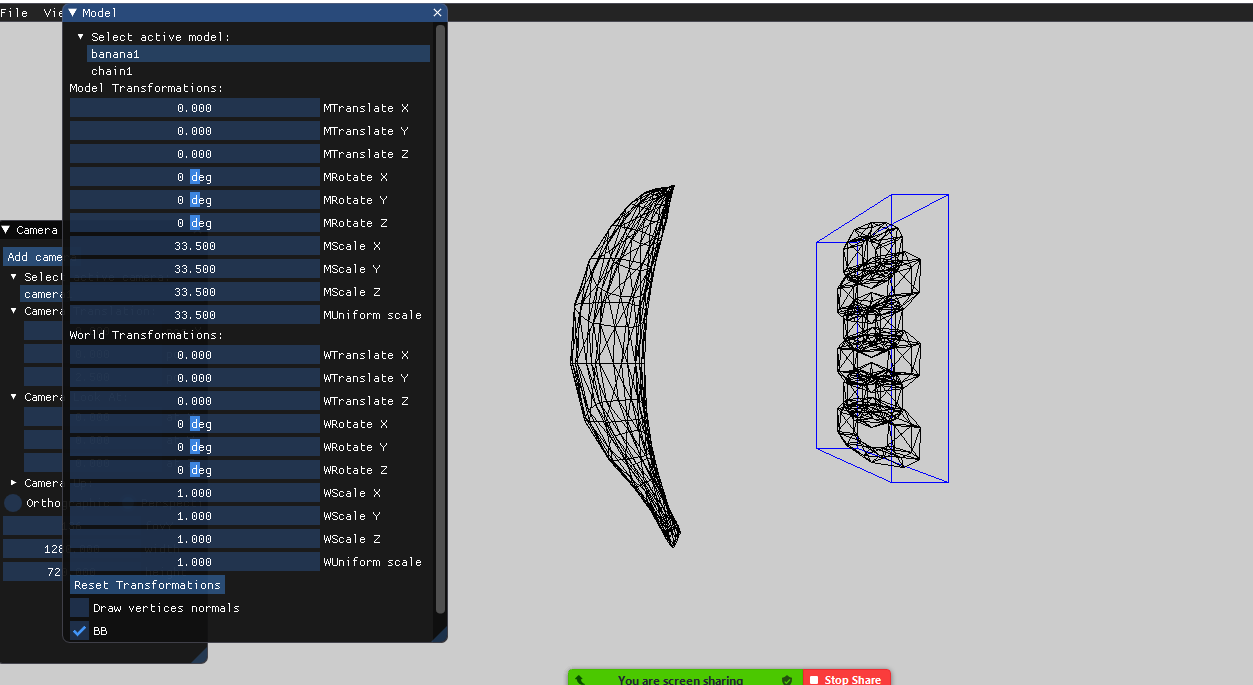 File Vie
Model
Select active model:
banana1
chain1
Model Transformations:
0.000 MTranslate X
0.000 MTranslate Y
0.000 MTranslate Z
0 deg MRotate X
0 deg MRotate Y
0 deg MRotate Z
33.500 MScale X
33.500 MScale Y
33.500 MScale Z
33.500 MUniform scale
World Transformations:
0.000 WTranslate X
0.000 WTranslate Y
0.000 WTranslate Z
0 deg WRotate X
0 deg WRotate Y
0 deg WRotate Z
1.000 WScale X
1.000 WScale Y
1.000 WScale Z
1.000 WUniform scale
Reset Transformations
Draw vertices normals
BB
Camera
Add came
Select
camera
Camera
Camera
Camera
Ortho
128
72
You are screen sharing
Stop Share